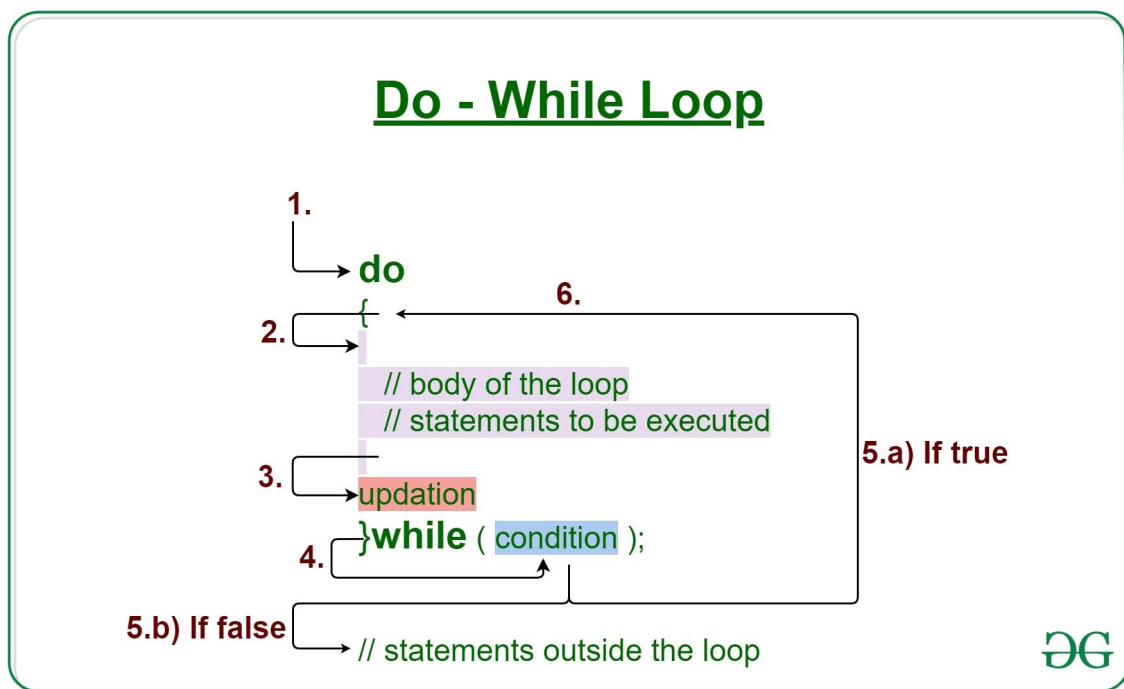 Do - While Loop
1.
do
6.
{
2.
// body of the loop
// statements to be executed
5.a) If true
3.
updation
}while ( condition );
4.
5.b) If false
// statements outside the loop